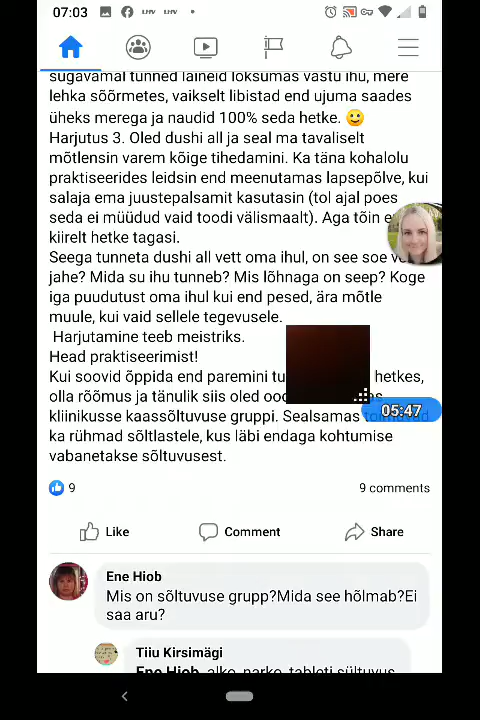 07:03
sügavamal tunned laineid loksumas vastu ihu, mere
lehka sõõrmetes, vaikselt libistad end ujuma saades
üheks merega ja naudid 100% seda hetke. 🙂
Harjutus 3. Oled dushi all ja seal ma tavaliselt
mõtlensin varem kõige tihedamini. Ka täna kohalolu
praktiseerides leidsin end meenutamas lapsepõlve, kui
salaja ema juustepalsamit kasutasin (tol ajal poes
seda ei müüdud vaid toodi välismaalt). Aga tõin
kiirelt hetke tagasi.
Seega tunneta dushi all vett oma ihul, on see soe
jahe? Mida su ihu tunneb? Mis lõhnaga on seep? Koge
iga puudutust oma ihul kui end pesed, ära mõtle
muule, kui vaid sellele tegevusele.
Harjutamine teeb meistriks.
Head praktiseerimist!
Kui soovid õppida end paremini hetkes,
olla rõõmus ja tänulik siis oled
kliinikusse kaassõltuvuse gruppi. Sealsamas
05:47
ka rühmad sõltlastele, kus läbi endaga kohtumise
vabanetakse sõltuvusest.
9
9 comments
Like
Comment
Share
Ene Hiob
Mis on sõltuvuse grupp?Mida see hõlmab?Ei
saa aru?
Tiiu Kirsimägi
Ene Hiob, alko, narko, tableti sültuvus